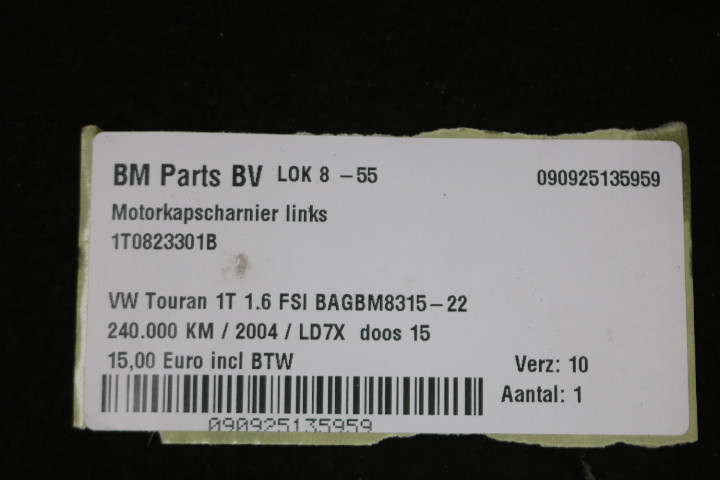 BM Parts BV LOK 8 -55 090925135959
Motorkapscharnier links
1T0823301B
VW Touran 1T 1.6 FSI BAGBM8315-22
240.000 KM / 2004 / LD7X doos 15
15,00 Euro incl BTW Verz: 10
Aantal: 1
090925135959